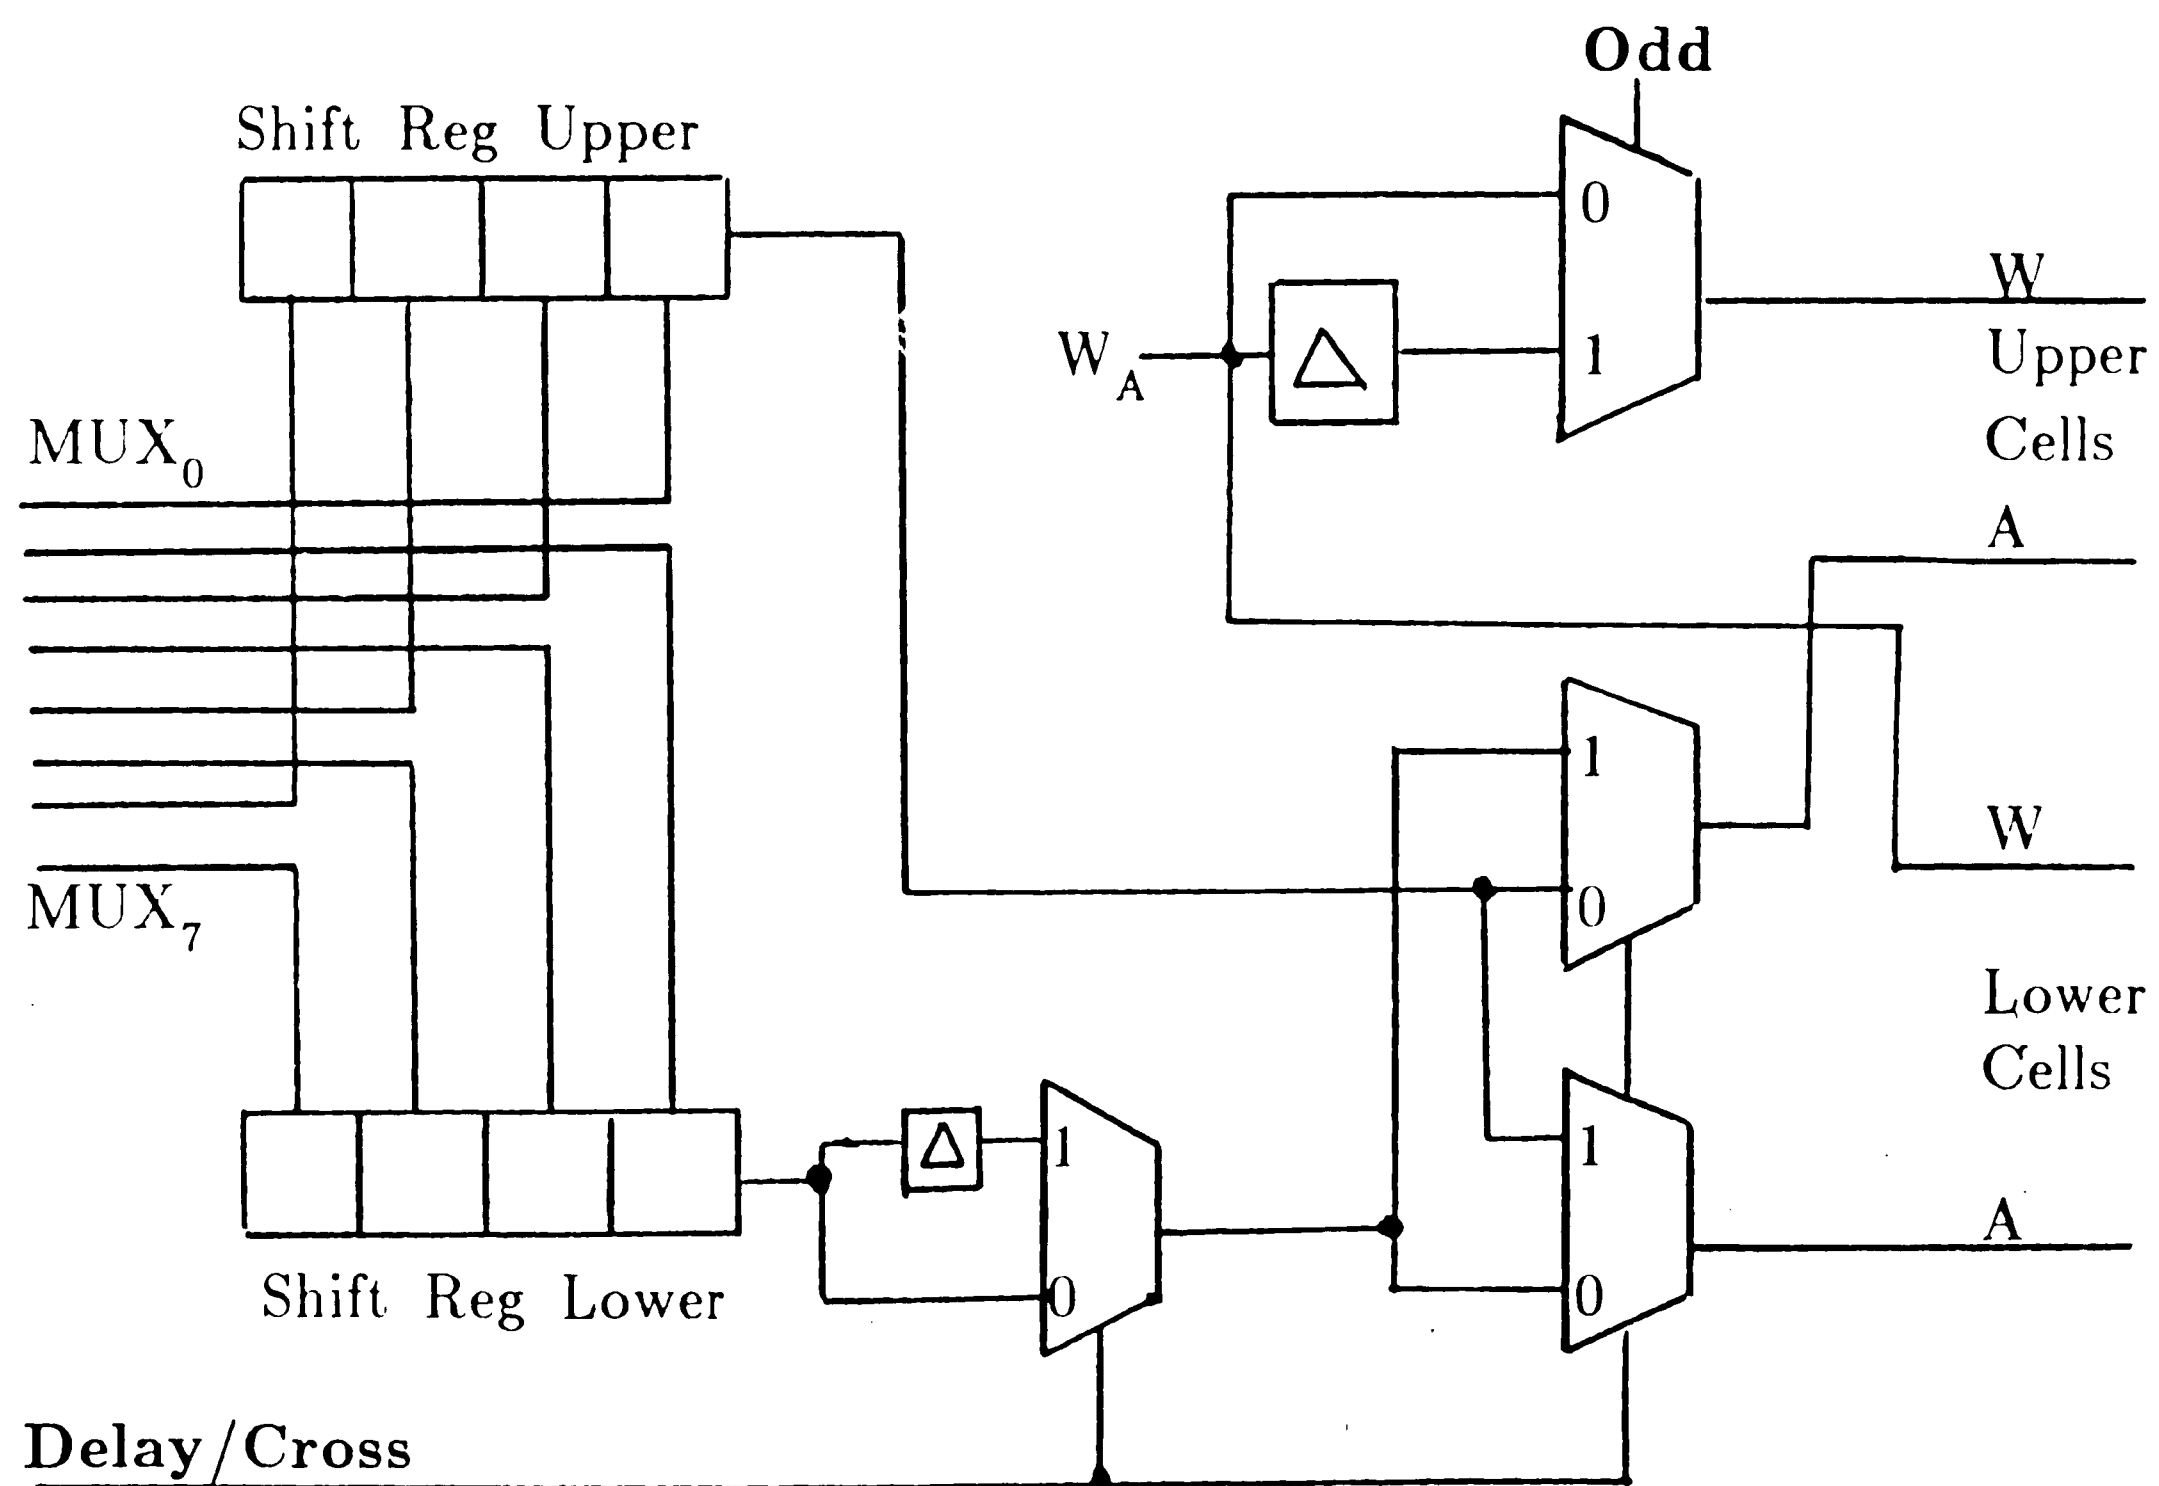 Odd
Shift Reg Upper
0
W
W_A
1
Upper
Cells
MUX_0
A
1
W
MUX_7
0
Lower
Cells
Δ
1
1
A
0
0
Shift Reg Lower
Delay/Cross